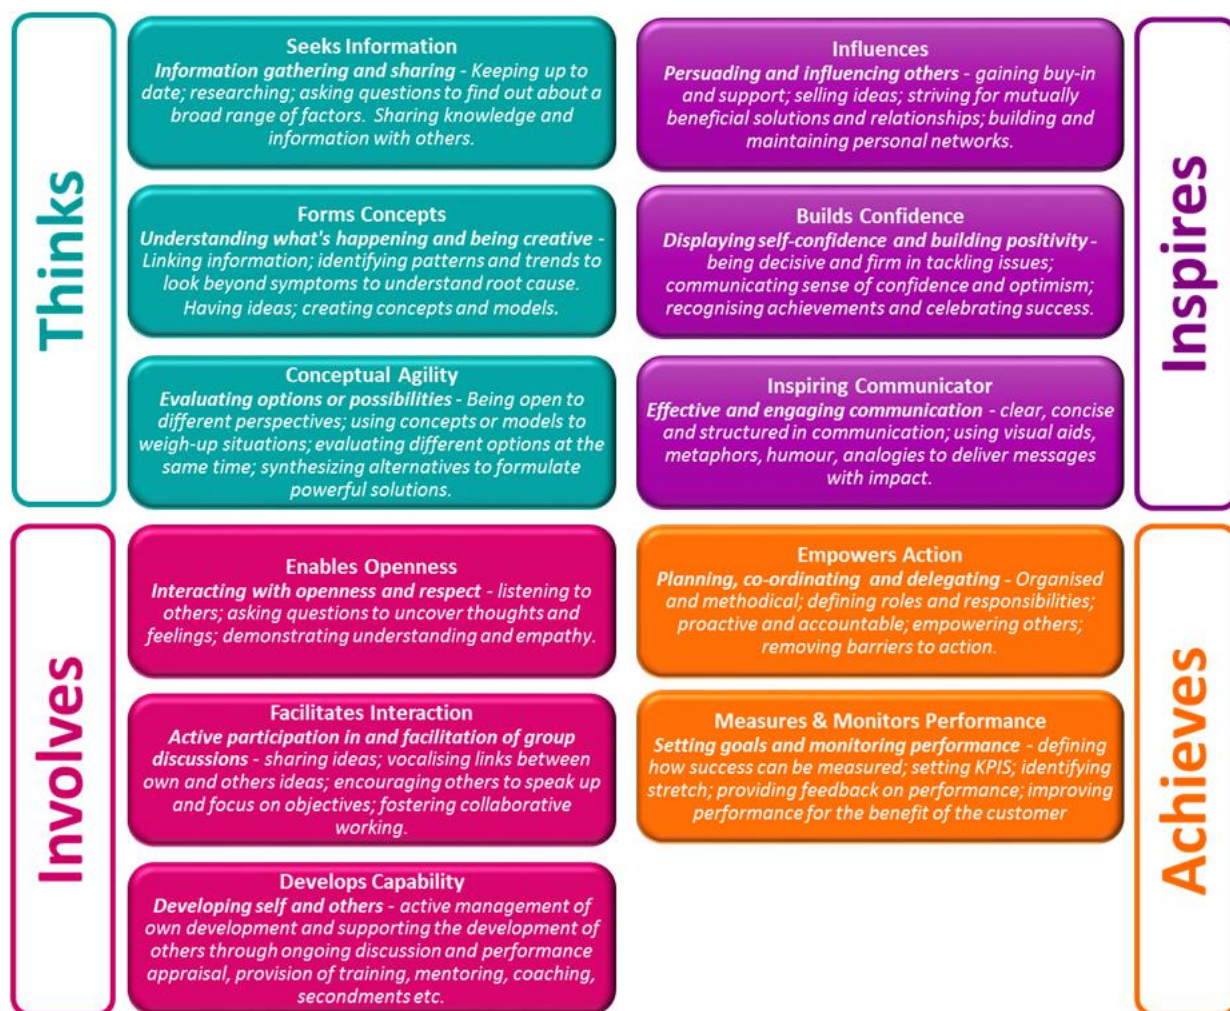 Thinks
Seeks Information
Information gathering and sharing - Keeping up to
date; researching; asking questions to find out about a
broad range of factors. Sharing knowledge and
information with others.
Forms Concepts
Understanding what's happening and being creative -
Linking information; identifying patterns and trends to
look beyond symptoms to understand root cause.
Having ideas; creating concepts and models.
Conceptual Agility
Evaluating options or possibilities - Being open to
different perspectives; using concepts or models to
weigh-up situations; evaluating different options at the
same time; synthesizing alternatives to formulate
powerful solutions.
Inspires
Influences
Persuading and influencing others - gaining buy-in
and support; selling ideas; striving for mutually
beneficial solutions and relationships; building and
maintaining personal networks.
Builds Confidence
Displaying self-confidence and building positivity -
being decisive and firm in tackling issues;
communicating sense of confidence and optimism;
recognising achievements and celebrating success.
Inspiring Communicator
Effective and engaging communication - clear, concise
and structured in communication; using visual aids,
metaphors, humour, analogies to deliver messages
with impact.
Involves
Enables Openness
Interacting with openness and respect - listening to
others; asking questions to uncover thoughts and
feelings; demonstrating understanding and empathy.
Facilitates Interaction
Active participation in and facilitation of group
discussions - sharing ideas; vocalising links between
own and others ideas; encouraging others to speak up
and focus on objectives; fostering collaborative
working.
Develops Capability
Developing self and others - active management of
own development and supporting the development of
others through ongoing discussion and performance
appraisal, provision of training, mentoring, coaching,
secondments etc.
Achieves
Empowers Action
Planning, co-ordinating and delegating - Organised
and methodical; defining roles and responsibilities;
proactive and accountable; empowering others;
removing barriers to action.
Measures & Monitors Performance
Setting goals and monitoring performance - defining
how success can be measured; setting KPIS; identifying
stretch; providing feedback on performance; improving
performance for the benefit of the customer